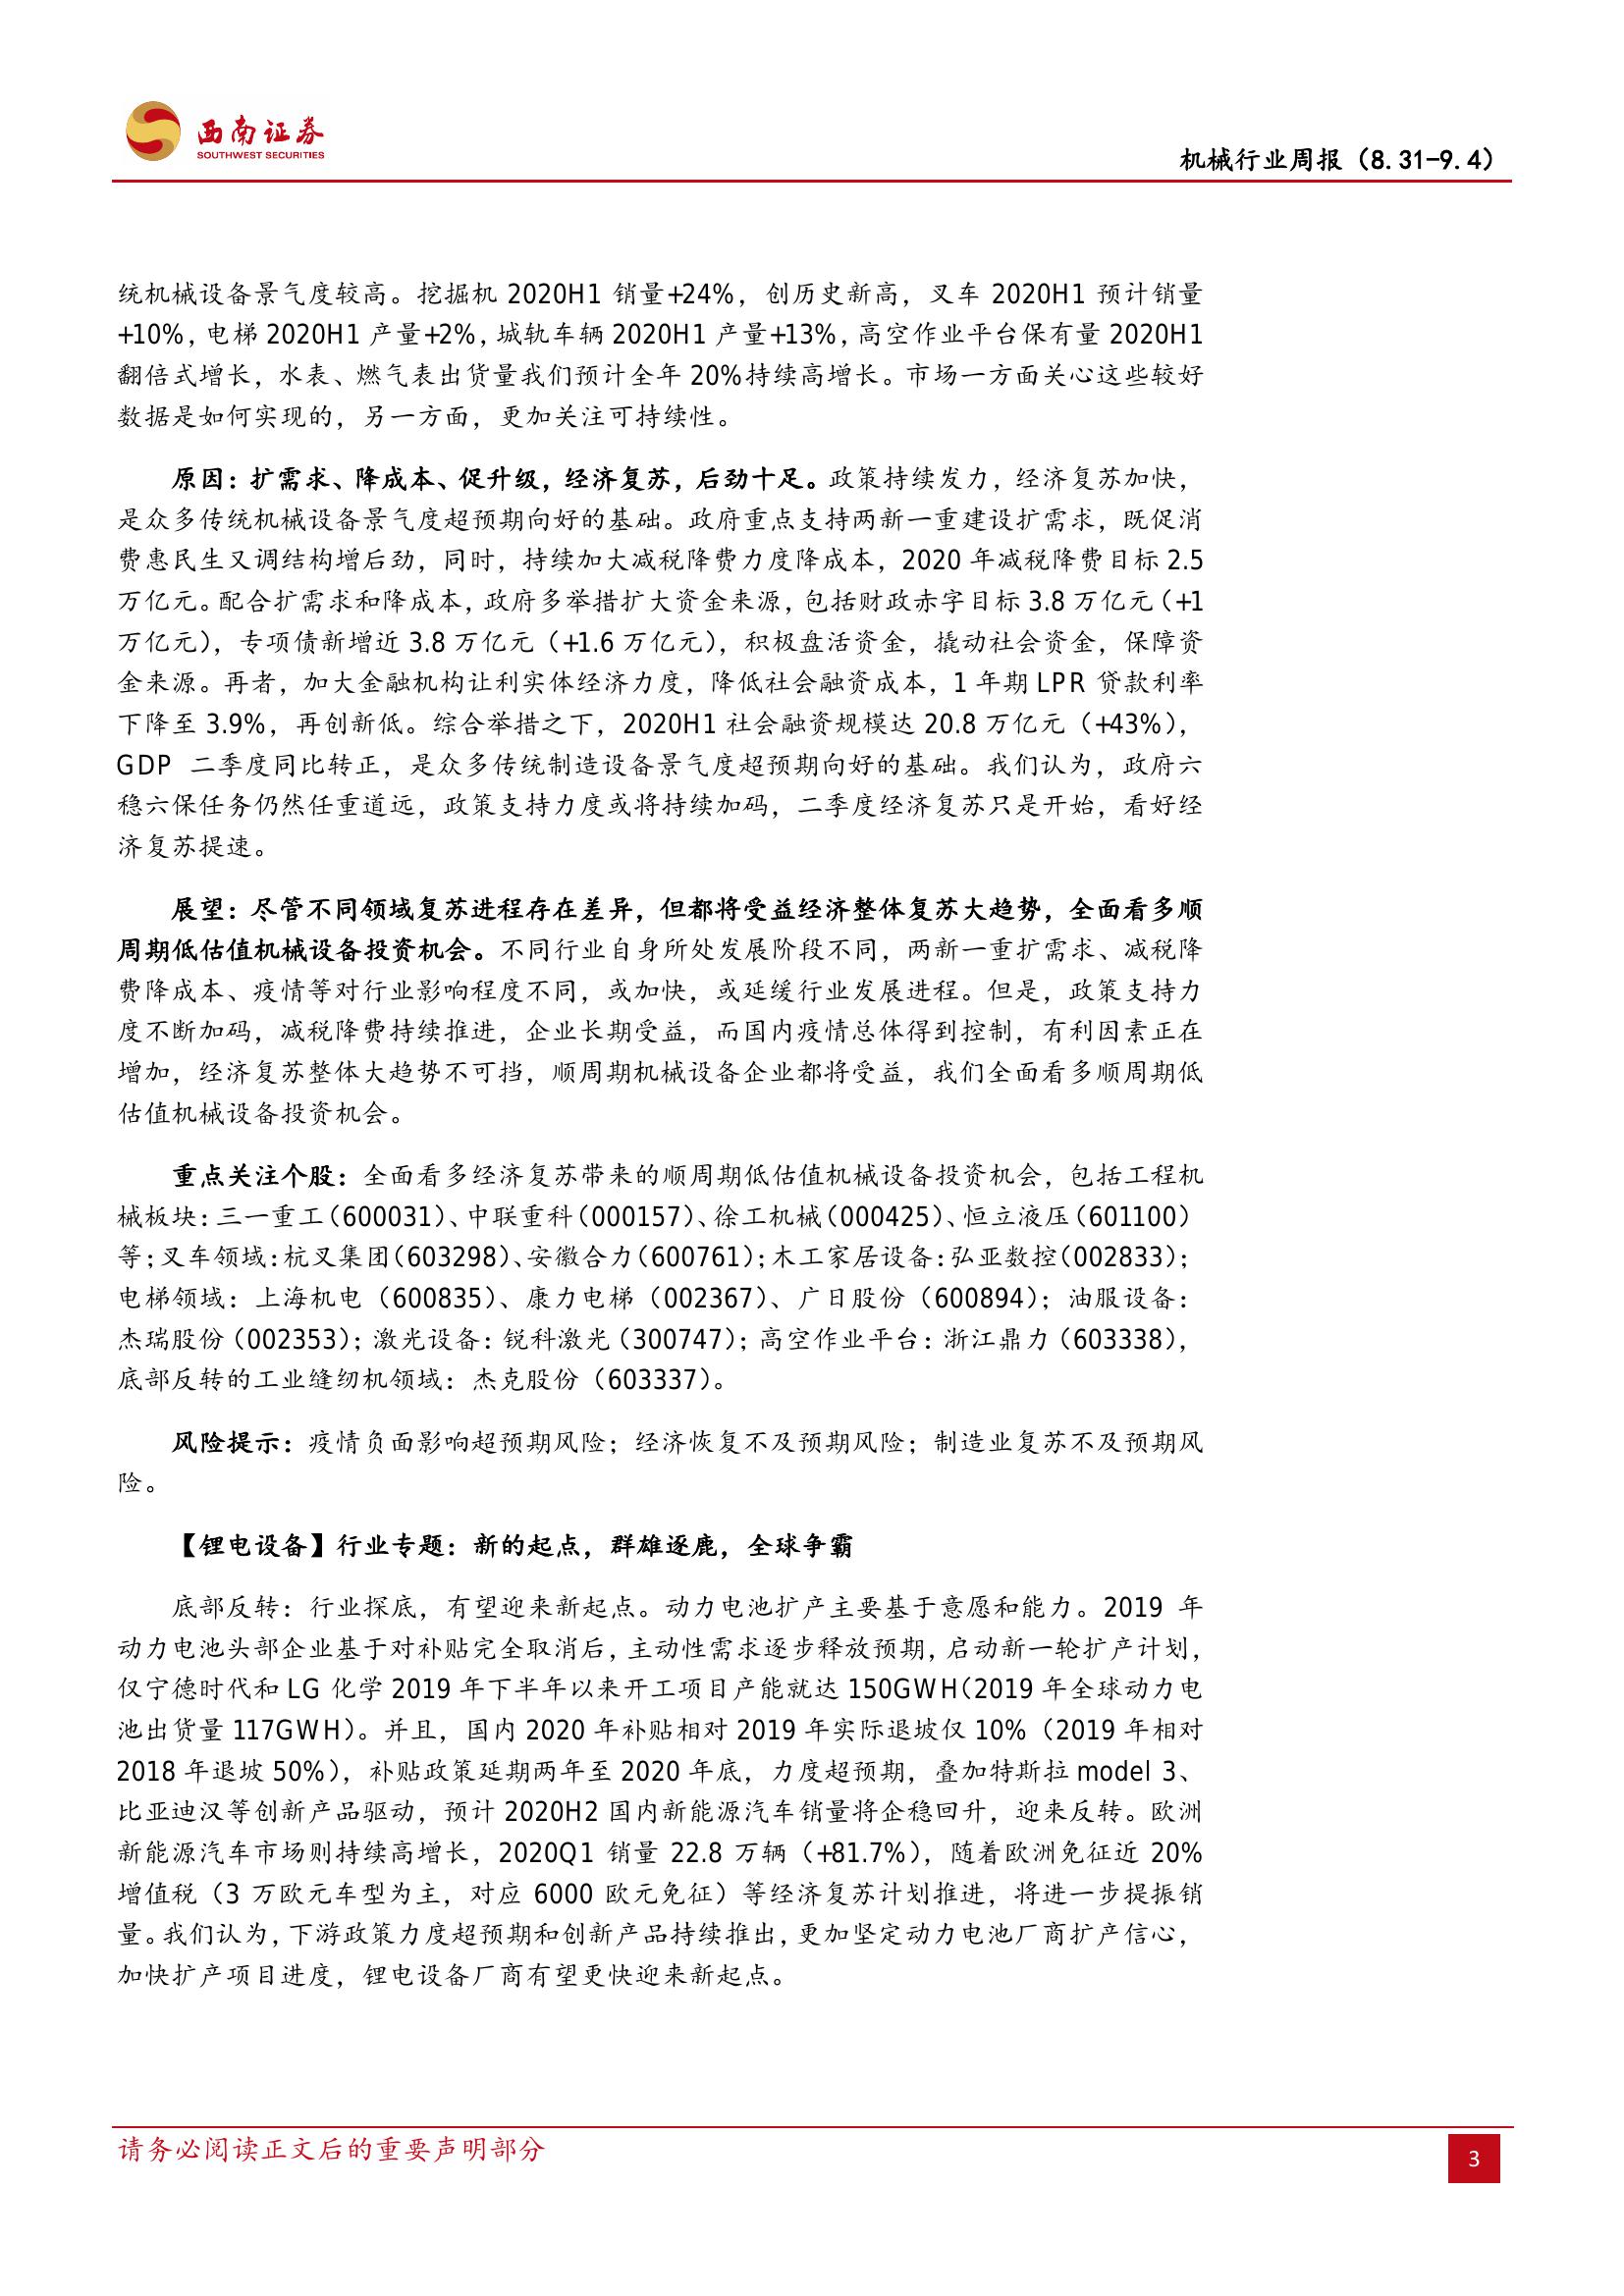 西南证券
SOUTHWEST SECURITIES
机械行业周报（8.31-9.4）
统机械设备景气度较高。挖掘机 2020H1 销量+24%，创历史新高，叉车 2020H1 预计销量
+10%，电梯 2020H1 产量+2%，城轨车辆 2020H1 产量+13%，高空作业平台保有量 2020H1
翻倍式增长，水表、燃气表出货量我们预计全年 20%持续高增长。市场一方面关心这些较好
数据是如何实现的，另一方面，更加关注可持续性。
原因：扩需求、降成本、促升级，经济复苏，后劲十足。政策持续发力，经济复苏加快，
是众多传统机械设备景气度超预期向好的基础。政府重点支持两新一重建设扩需求，既促消
费惠民生又调结构增后劲，同时，持续加大减税降费力度降成本，2020 年减税降费目标 2.5
万亿元。配合扩需求和降成本，政府多举措扩大资金来源，包括财政赤字目标 3.8 万亿元（+1
万亿元），专项债新增近 3.8 万亿元（+1.6 万亿元），积极盘活资金，撬动社会资金，保障资
金来源。再者，加大金融机构让利实体经济力度，降低社会融资成本，1 年期 LPR 贷款利率
下降至 3.9%，再创新低。综合举措之下，2020H1 社会融资规模达 20.8 万亿元（+43%），
GDP 二季度同比转正，是众多传统制造设备景气度超预期向好的基础。我们认为，政府六
稳六保任务仍然任重道远，政策支持力度或将持续加码，二季度经济复苏只是开始，看好经
济复苏提速。
展望：尽管不同领域复苏进程存在差异，但都将受益经济整体复苏大趋势，全面看多顺
周期低估值机械设备投资机会。不同行业自身所处发展阶段不同，两新一重扩需求、减税降
费降成本、疫情等对行业影响程度不同，或加快，或延缓行业发展进程。但是，政策支持力
度不断加码，减税降费持续推进，企业长期受益，而国内疫情总体得到控制，有利因素正在
增加，经济复苏整体大趋势不可挡，顺周期机械设备企业都将受益，我们全面看多顺周期低
估值机械设备投资机会。
重点关注个股：全面看多经济复苏带来的顺周期低估值机械设备投资机会，包括工程机
械板块：三一重工（600031）、中联重科（000157）、徐工机械（000425）、恒立液压（601100）
等；叉车领域：杭叉集团（603298）、安徽合力（600761）；木工家居设备：弘亚数控（002833）；
电梯领域：上海机电（600835）、康力电梯（002367）、广日股份（600894）；油服设备：
杰瑞股份（002353）；激光设备：锐科激光（300747）；高空作业平台：浙江鼎力（603338），
底部反转的工业缝纫机领域：杰克股份（603337）。
风险提示：疫情负面影响超预期风险；经济恢复不及预期风险；制造业复苏不及预期风
险。
【锂电设备】行业专题：新的起点，群雄逐鹿，全球争霸
底部反转：行业探底，有望迎来新起点。动力电池扩产主要基于意愿和能力。2019 年
动力电池头部企业基于对补贴完全取消后，主动性需求逐步释放预期，启动新一轮扩产计划，
仅宁德时代和 LG 化学 2019 年下半年以来开工项目产能就达 150GWH（2019 年全球动力电
池出货量 117GWH）。并且，国内 2020 年补贴相对 2019 年实际退坡仅 10%（2019 年相对
2018 年退坡 50%），补贴政策延期两年至 2020 年底，力度超预期，叠加特斯拉 model 3、
比亚迪汉等创新产品驱动，预计 2020H2 国内新能源汽车销量将企稳回升，迎来反转。欧洲
新能源汽车市场则持续高增长，2020Q1 销量 22.8 万辆（+81.7%），随着欧洲免征近 20%
增值税（3 万欧元车型为主，对应 6000 欧元免征）等经济复苏计划推进，将进一步提振销
量。我们认为，下游政策力度超预期和创新产品持续推出，更加坚定动力电池厂商扩产信心，
加快扩产项目进度，锂电设备厂商有望更快迎来新起点。
请务必阅读正文后的重要声明部分
3